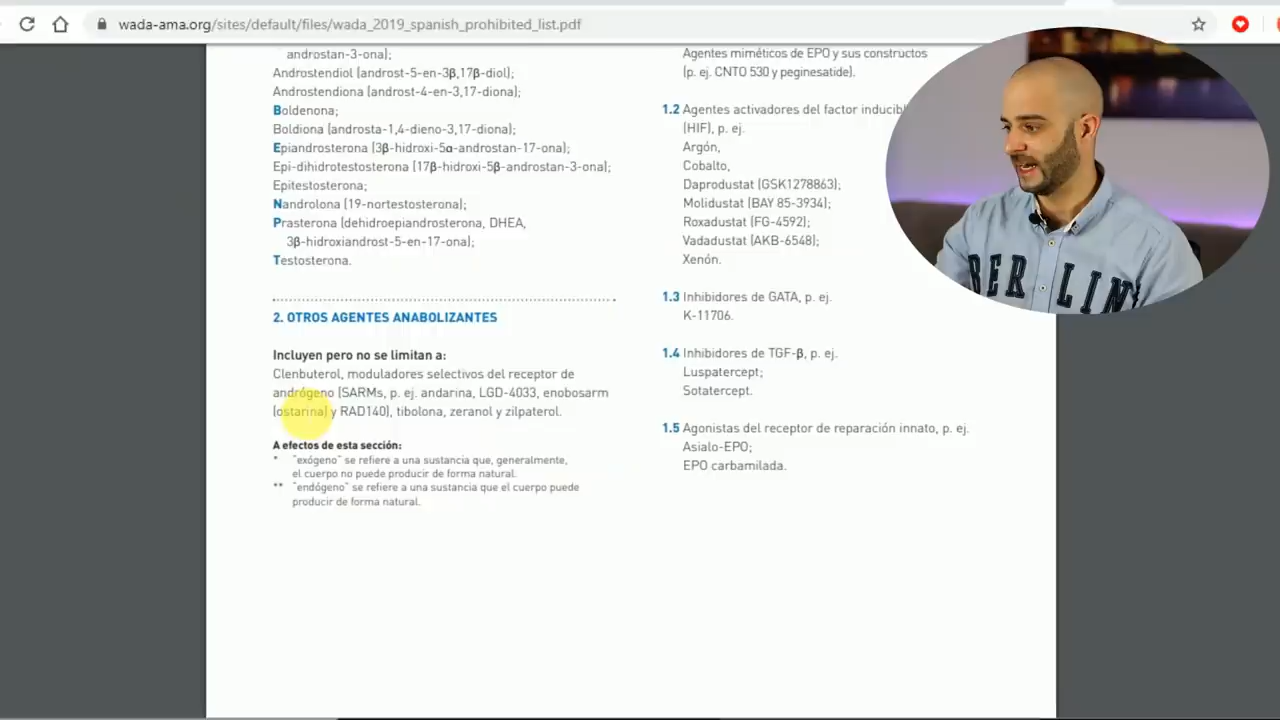 wada-ama.org/sites/default/files/wada_2019_spanish_prohibited_list.pdf
androstan-3-ona);
Androstendiol (androst-5-en-3β,17β-diol);
Androstendiona (androst-4-en-3,17-diona);
Boldenona;
Boldiona (androsta-1,4-dieno-3,17-diona);
Epiandrosterona (3β-hidroxi-5α-androstan-17-ona);
Epi-dihidrotestosterona (17β-hidroxi-5β-androstan-3-ona);
Epitestosterona;
Nandrolona (19-nortestosterona);
Prasterona (dehidroepiandrosterona, DHEA,
3β-hidroxiandrost-5-en-17-ona);
Testosterona.
2. OTROS AGENTES ANABOLIZANTES
Incluyen pero no se limitan a:
Clenbuterol, moduladores selectivos del receptor de
andrógeno (SARMs, p. ej. andarina, LGD-4033, enobosarm
(ostarina) y RAD140), tibolona, zeranol y zilpaterol.
A efectos de esta sección:
* "exógeno" se refiere a una sustancia que, generalmente,
el cuerpo no puede producir de forma natural.
** "endógeno" se refiere a una sustancia que el cuerpo puede
producir de forma natural.
Agentes miméticos de EPO y sus constructos
(p. ej. CNTO 530 y peginesatide).
1.2 Agentes activadores del factor
(HIF), p. ej.
Argón,
Cobalto,
Daprodustat (GSK1278863);
Molidustat (BAY 85-3934);
Roxadustat (FG-4592);
Vadadustat (AKB-6548);
Xenón.
1.3 Inhibidores de GATA, p. ej.
K-11706.
1.4 Inhibidores de TGF-β, p. ej.
Luspatercept;
Sotatercept.
1.5 Agonistas del receptor de reparación innato, p. ej.
Asialo-EPO;
EPO carbamilada.
BERLIN